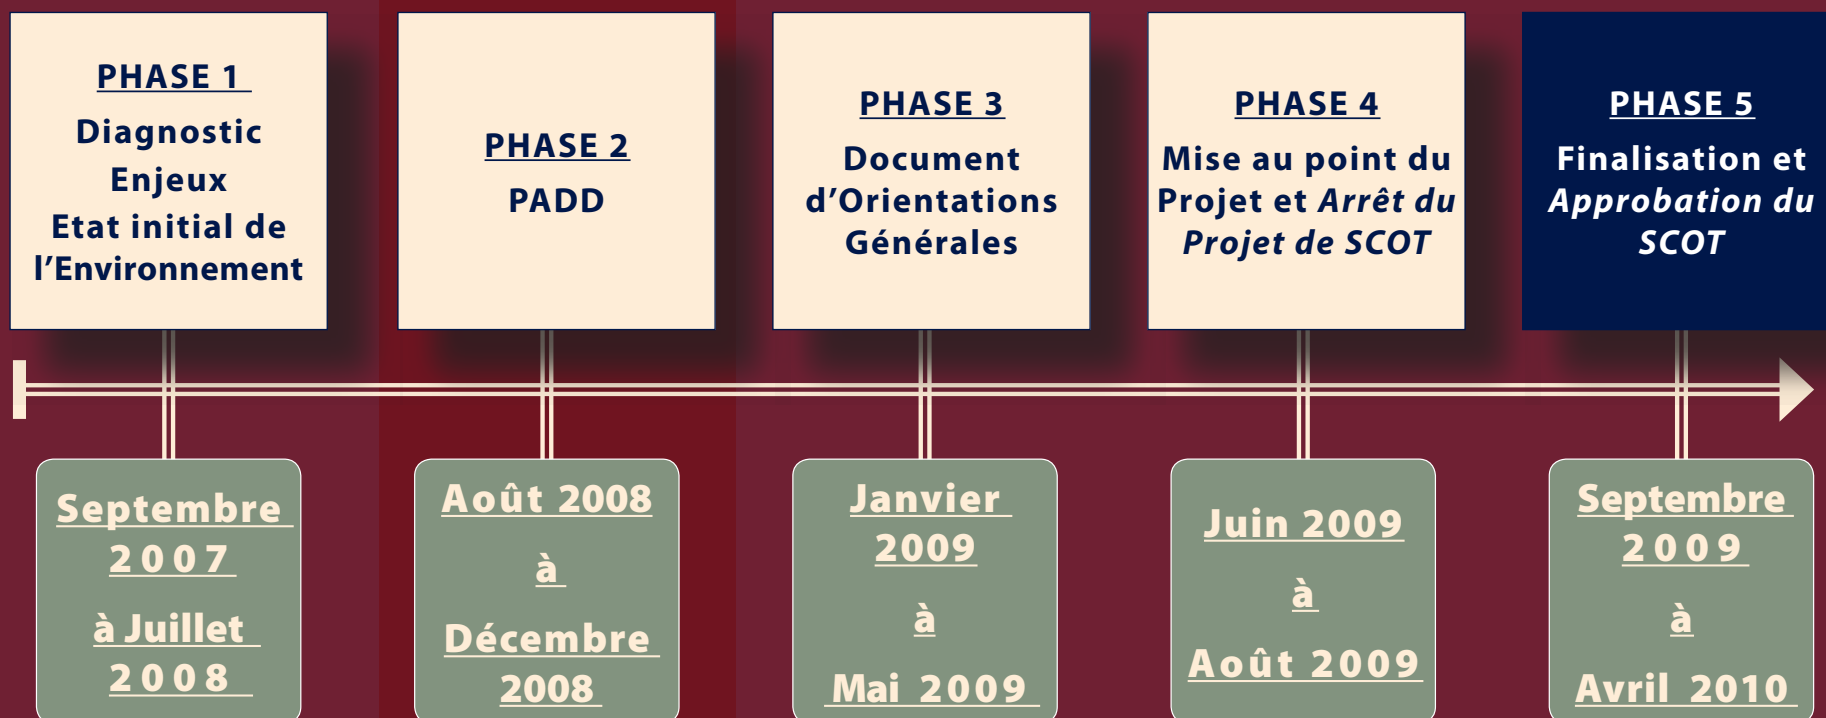 PHASE 1
Diagnostic
Enjeux
Etat initial de
l’Environnement
PHASE 2
PADD
PHASE 3
Document
d’Orientations
Générales
PHASE 4
Mise au point du
Projet et Arrêt du
Projet de SCOT
PHASE 5
Finalisation et
Approbation du
SCOT
Septembre
2007
à Juillet
2008
Août 2008
à
Décembre
2008
Janvier
2009
à
Mai 2009
Juin 2009
à
Août 2009
Septembre
2009
à
Avril 2010